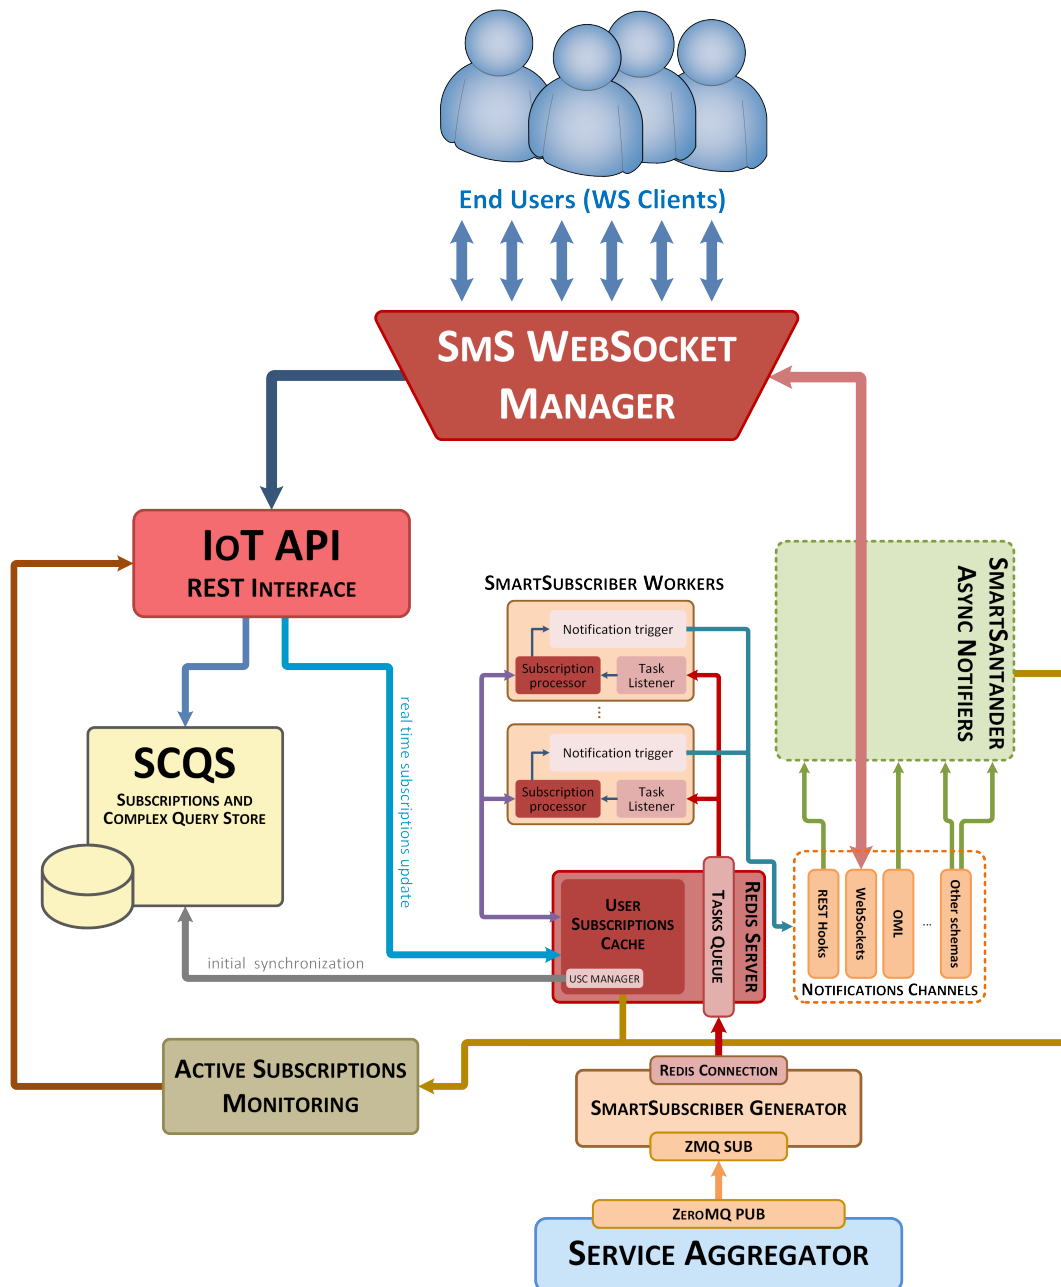 End Users (WS Clients)
SmS WebSocket
Manager
IoT API
REST Interface
SmartSubscriber Workers
Notification trigger
Subscription
processor
Task
Listener
...
Notification trigger
Subscription
processor
Task
Listener
SmartSantander
Async Notifiers
real time subscriptions update
SCQS
Subscriptions and
Complex Query Store
User
Subscriptions
Cache
USC Manager
Tasks Queue
Redis Server
REST Hooks
WebSockets
OML
...
Other schemas
Notifications Channels
initial synchronization
Active Subscriptions
Monitoring
Redis Connection
SmartSubscriber Generator
ZMQ SUB
ZeroMQ PUB
Service Aggregator